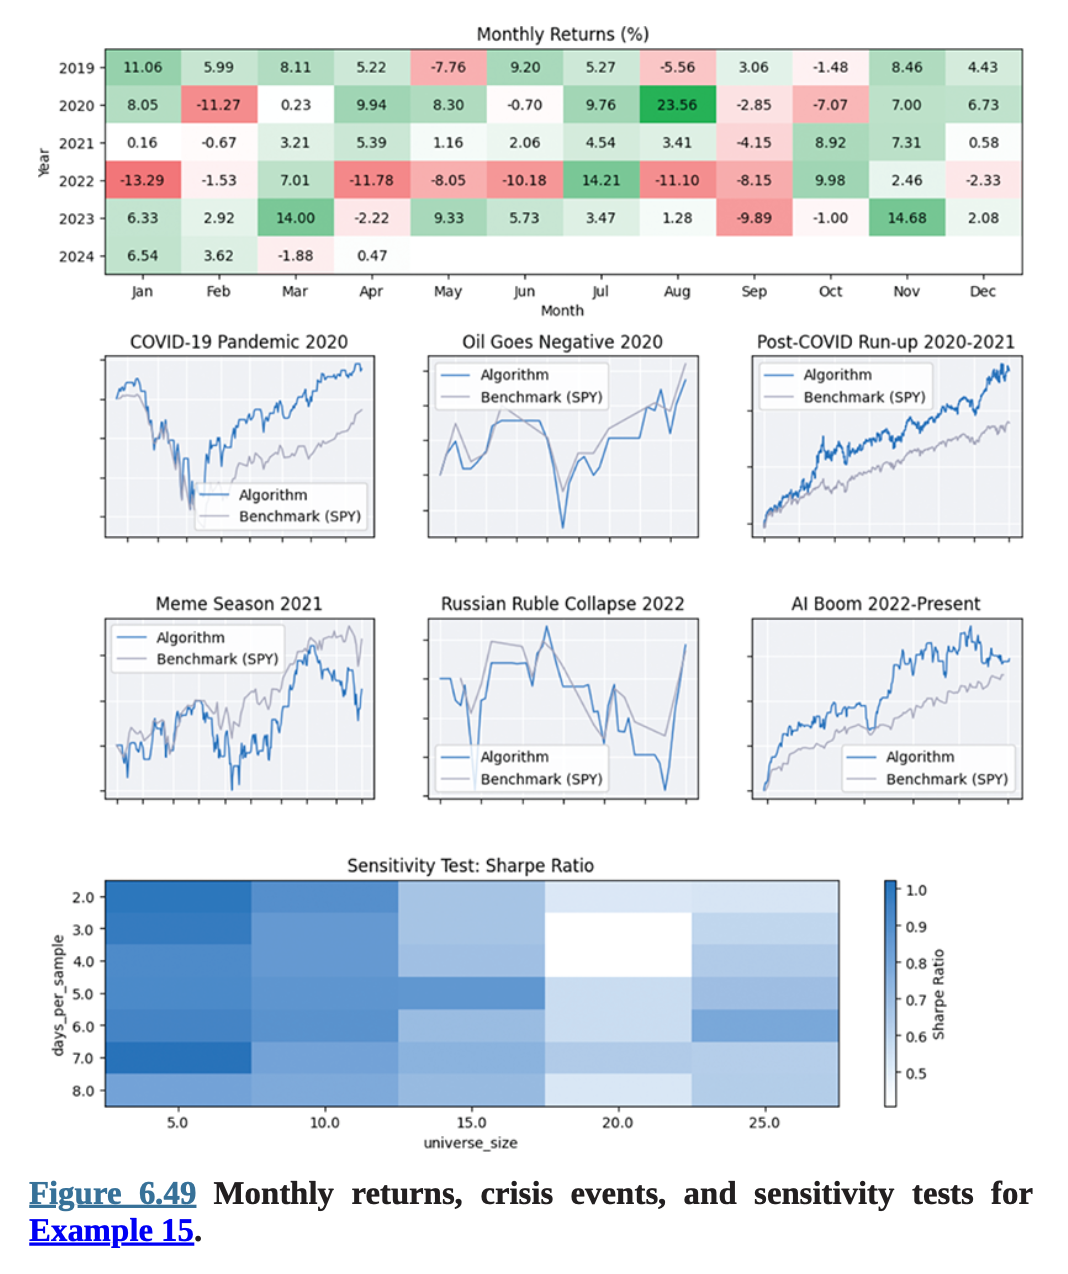 Monthly Returns (%)
2019 11.06 5.99 8.11 5.22 -7.76 9.20 5.27 -5.56 3.06 -1.48 8.46 4.43
2020 8.05 -11.27 0.23 9.94 8.30 -0.70 9.76 23.56 -2.85 -7.07 7.00 6.73
2021 0.16 -0.67 3.21 5.39 1.16 2.06 4.54 3.41 -4.15 8.92 7.31 0.58
Year
2022 -13.29 -1.53 7.01 -11.78 -8.05 -10.18 14.21 -11.10 -8.15 9.98 2.46 -2.33
2023 6.33 2.92 14.00 -2.22 9.33 5.73 3.47 1.28 -9.89 -1.00 14.68 2.08
2024 6.54 3.62 -1.88 0.47
Jan Feb Mar Apr May Jun Jul Aug Sep Oct Nov Dec
Month
COVID-19 Pandemic 2020
Algorithm
Benchmark (SPY)
Oil Goes Negative 2020
Algorithm
Benchmark (SPY)
Post-COVID Run-up 2020-2021
Algorithm
Benchmark (SPY)
Meme Season 2021
Algorithm
Benchmark (SPY)
Russian Ruble Collapse 2022
Algorithm
Benchmark (SPY)
AI Boom 2022-Present
Algorithm
Benchmark (SPY)
Sensitivity Test: Sharpe Ratio
days_per_sample
2.0
3.0
4.0
5.0
6.0
7.0
8.0
5.0 10.0 15.0 20.0 25.0
universe_size
1.0
0.9
0.8
0.7
0.6
0.5
Sharpe Ratio
Figure 6.49 Monthly returns, crisis events, and sensitivity tests for
Example 15.